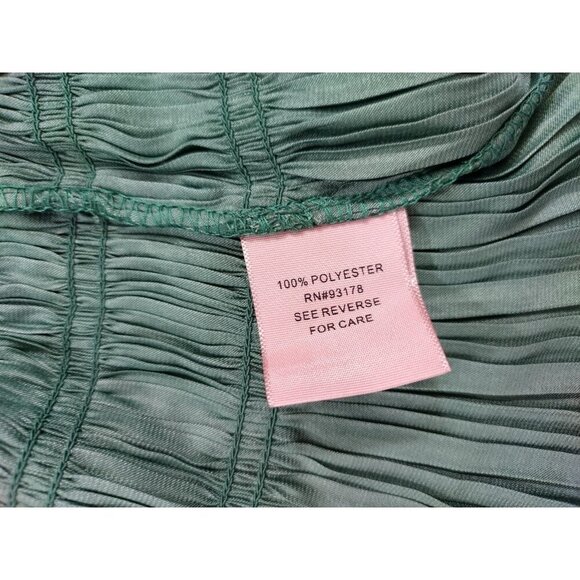 100% POLYESTER
RN#93178
SEE REVERSE
FOR CARE